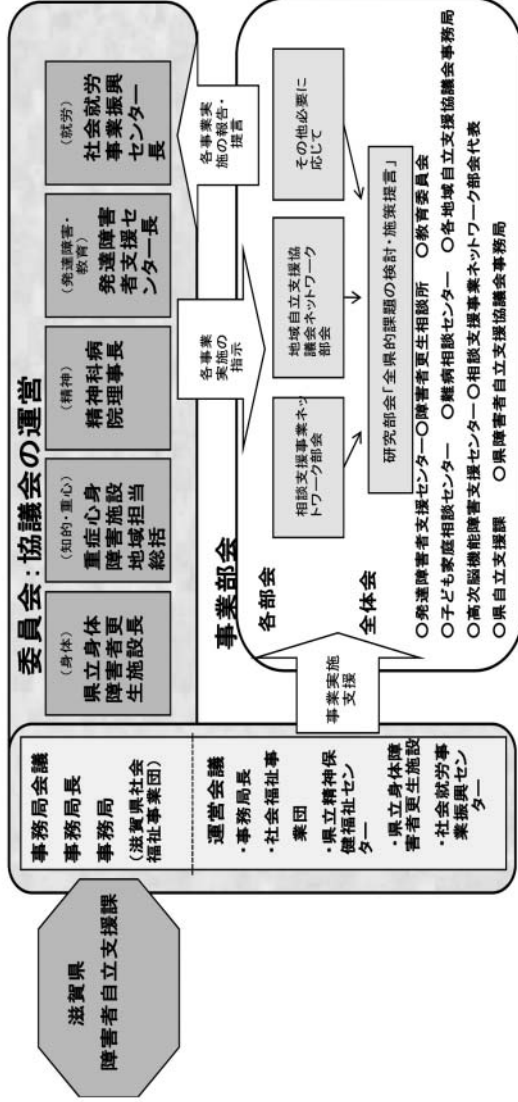 滋賀県
障害者自立支援課
事務局会議
事務局長
事務局
(滋賀県社会
福祉事業団)
運営会議
・事務局長
・社会福祉事
業団
・県立精神保
健福祉セン
ター
・県立身体障
害者更生施設
・社会就労事
業振興セン
ター
委員会:協議会の運営
(身体)
県立身体
障害者更
生施設長
(知的・重心)
重症心身
障害施設
地域担当
総括
(精神)
精神科病
院理事長
(発達障害・
教育)
発達障害
者支援セ
ンター長
(就労)
社会就労
事業振興
センター
長
各事業
実施の
指示
各事業実
施の報告・
提言
事業実施
支援
事業部会
各部会
相談支援事業ネッ
トワーク部会
地域自立支援協
議会ネットワーク
部会
その他必要に
応じて
全体会
研究部会「全県的課題の検討・施策提言」
○発達障害者支援センター○障害者更生相談所 ○教育委員会
○子ども家庭相談センター ○難病相談センター ○各地域自立支援協議会事務局
○高次脳機能障害支援センター○相談支援事業ネットワーク部会代表
○県自立支援課 ○県障害者自立支援協議会事務局